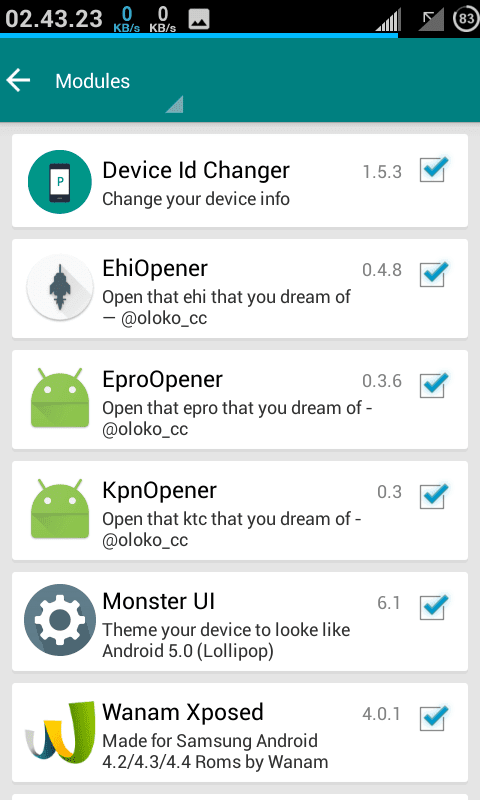 02.43.23 0 KB/s 0 KB/s 83
Modules
P
Device Id Changer 1.5.3
Change your device info
EhiOpener 0.4.8
Open that ehi that you dream of
— @oloko_cc
EproOpener 0.3.6
Open that epro that you dream of -
@oloko_cc
KpnOpener 0.3
Open that ktc that you dream of -
@oloko_cc
Monster UI 6.1
Theme your device to looke like
Android 5.0 (Lollipop)
Wanam Xposed 4.0.1
Made for Samsung Android
4.2/4.3/4.4 Roms by Wanam